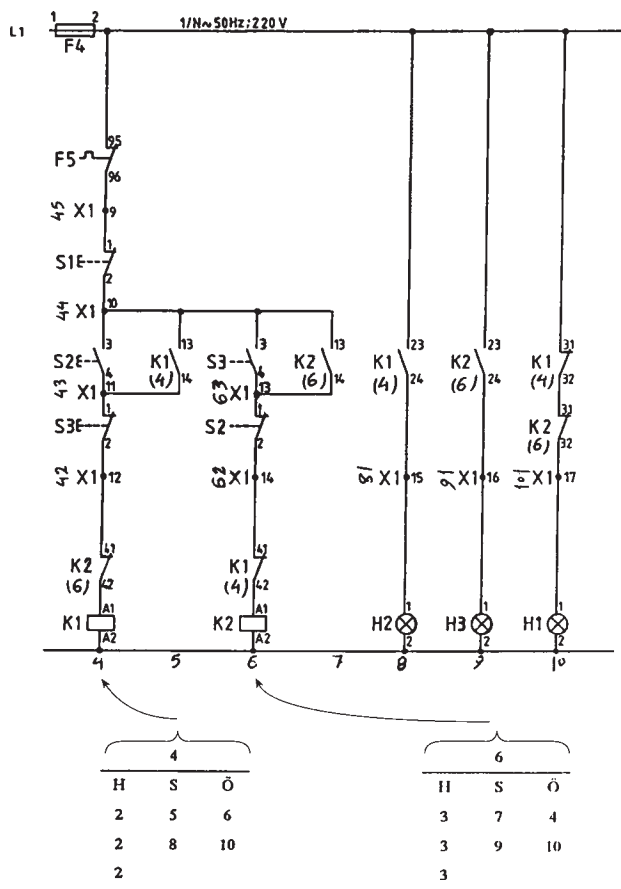 1 2 1/N~50Hz; 220 V
L1
F4
95
F5
96
45 X1 9
1
S1E
2
44 X1 10
3 13 3 13 23 23 31
S2E K1 S3 K2 K1 K2 K1
4 (4) 14 4 (6) 14 (4) 24 (6) 24 (4) 32
43 X1 11 63 X1 13
1 1 31
S3E S2 K2
2 2 (6) 32
42 X1 12 62 X1 14 81 X1 15 91 X1 16 101 X1 17
41 41
K2 K1
(6) 42 (4) 42
A1 A1 1 1 1
K1 K2 H2 H3 H1
A2 A2 2 2 2
4 5 6 7 8 9 10
4 6
H S Ö H S Ö
2 5 6 3 7 4
2 8 10 3 9 10
2 3